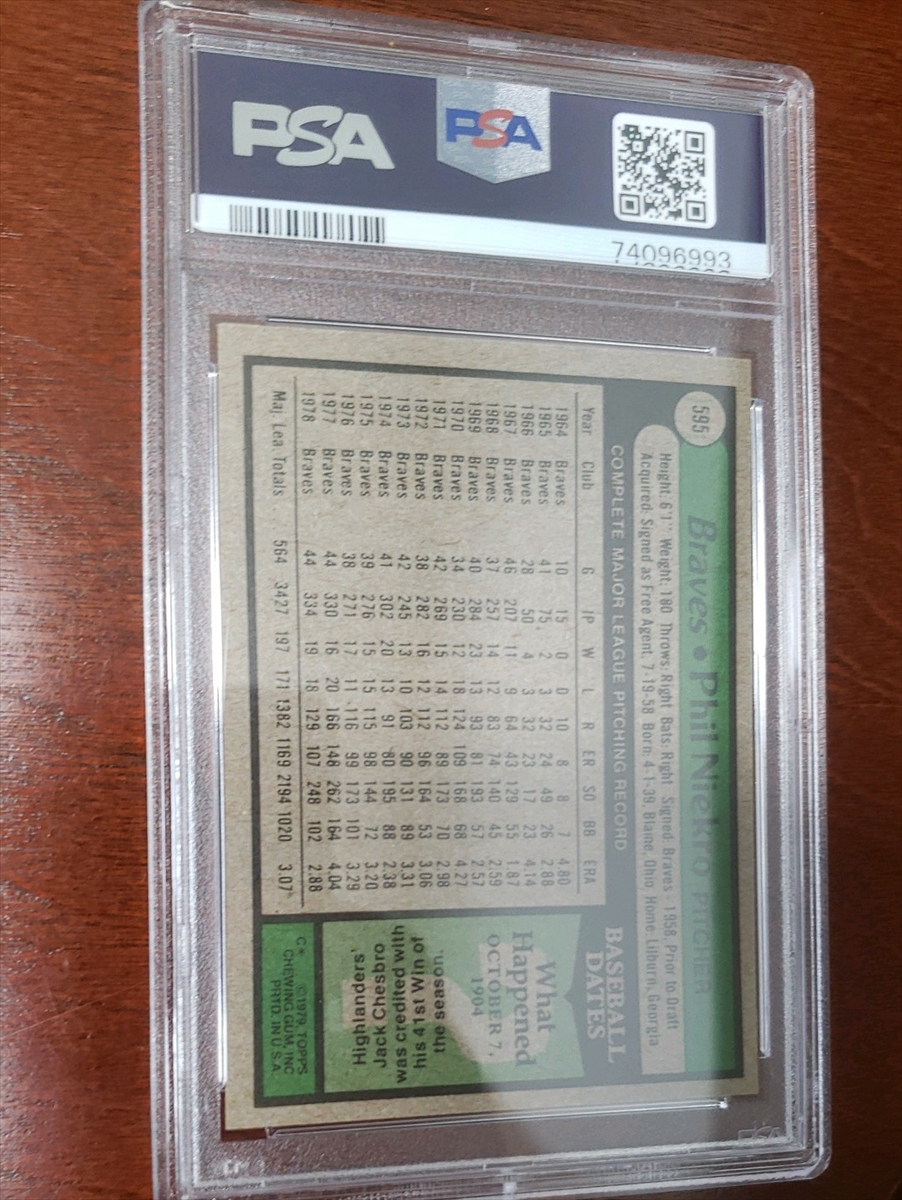 PSA
PSA
74096993
595
Braves • Phil Niekro PITCHER
Height: 6'1" Weight: 180 Throws: Right Bats: Right Signed: Braves - 1958, Prior to Draft
Acquired: Signed as Free Agent, 7-19-58 Born: 4-1-39, Blaine, Ohio Home: Lilburn, Georgia
COMPLETE MAJOR LEAGUE PITCHING RECORD
Year Club G IP W L R ER SO BB ERA
1964 Braves 10 15 0 0 10 8 8 7 4.80
1965 Braves 41 75 2 3 32 24 49 26 2.88
1966 Braves 28 50 4 3 32 23 17 23 4.14
1967 Braves 46 207 11 9 64 43 129 55 1.87
1968 Braves 37 257 14 12 83 74 140 45 2.59
1969 Braves 40 284 23 13 93 81 193 57 2.57
1970 Braves 34 230 12 18 124 109 168 68 4.27
1971 Braves 42 269 15 14 112 89 173 70 2.98
1972 Braves 38 282 16 12 112 96 164 53 3.06
1973 Braves 42 245 13 10 103 90 131 89 3.31
1974 Braves 41 302 20 13 91 80 195 88 2.38
1975 Braves 39 276 15 15 115 98 144 72 3.20
1976 Braves 38 271 17 11 116 99 173 101 3.29
1977 Braves 44 330 16 20 166 148 262 164 4.04
1978 Braves 44 334 19 18 129 107 248 102 2.88
Maj. Lea. Totals 564 3427 197 171 1382 1169 2194 1020 3.07
BASEBALL
DATES
What
Happened
OCTOBER 7,
1904
Highlanders'
Jack Chesbro
was credited with
his 41st Win of
the season.
C* ©1979, TOPPS
CHEWING GUM, INC
PRTD. IN U.S.A
PSA